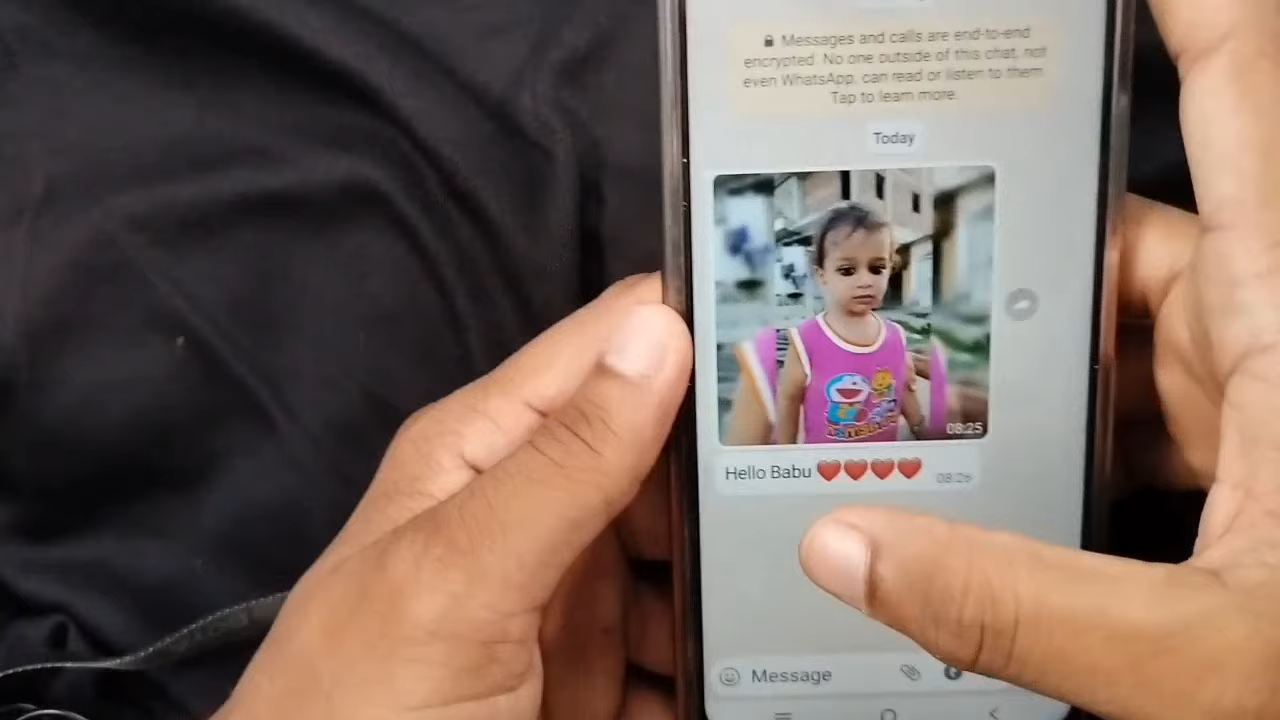 Messages and calls are end-to-end
encrypted. No one outside of this chat, not
even WhatsApp, can read or listen to them.
Tap to learn more.
Today
08:25
Hello Babu ❤️❤️❤️❤️ 08:26
Message